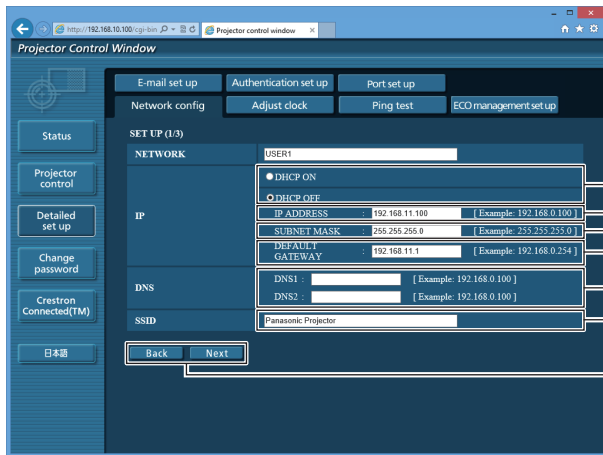 http://192.168.10.100/cgi-bin
Projector control window
Projector Control Window
E-mail set up
Authentication set up
Port set up
Network config
Adjust clock
Ping test
ECO management set up
Status
Projector
control
Detailed
set up
Change
password
Crestron
Connected(TM)
日本語
SET UP (1/3)
NETWORK USER1
IP
DHCP ON
DHCP OFF
IP ADDRESS : 192.168.11.100 [ Example: 192.168.0.100 ]
SUBNET MASK : 255.255.255.0 [ Example: 255.255.255.0 ]
DEFAULT
GATEWAY : 192.168.11.1 [ Example: 192.168.0.254 ]
DNS
DNS1 : [ Example: 192.168.0.100 ]
DNS2 : [ Example: 192.168.0.100 ]
SSID Panasonic Projector
Back Next